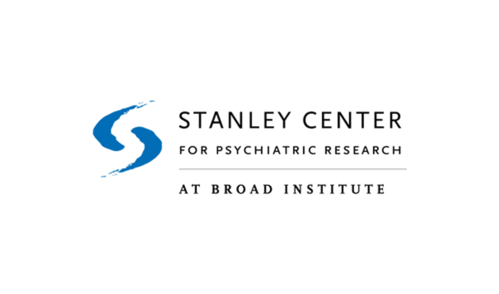 STANLEY CENTER
FOR PSYCHIATRIC RESEARCH
AT BROAD INSTITUTE